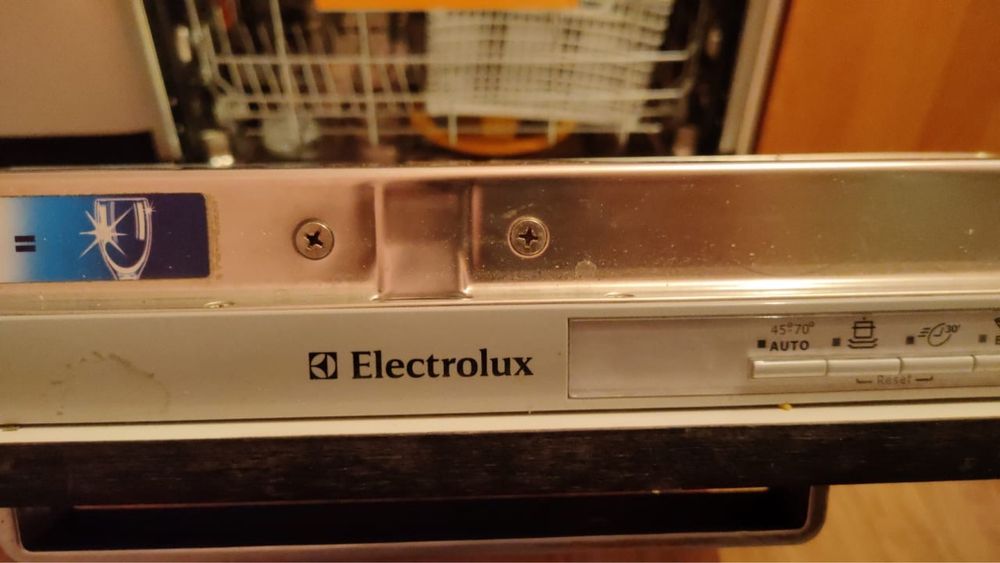 Electrolux
45°70°
AUTO
30'
Reset